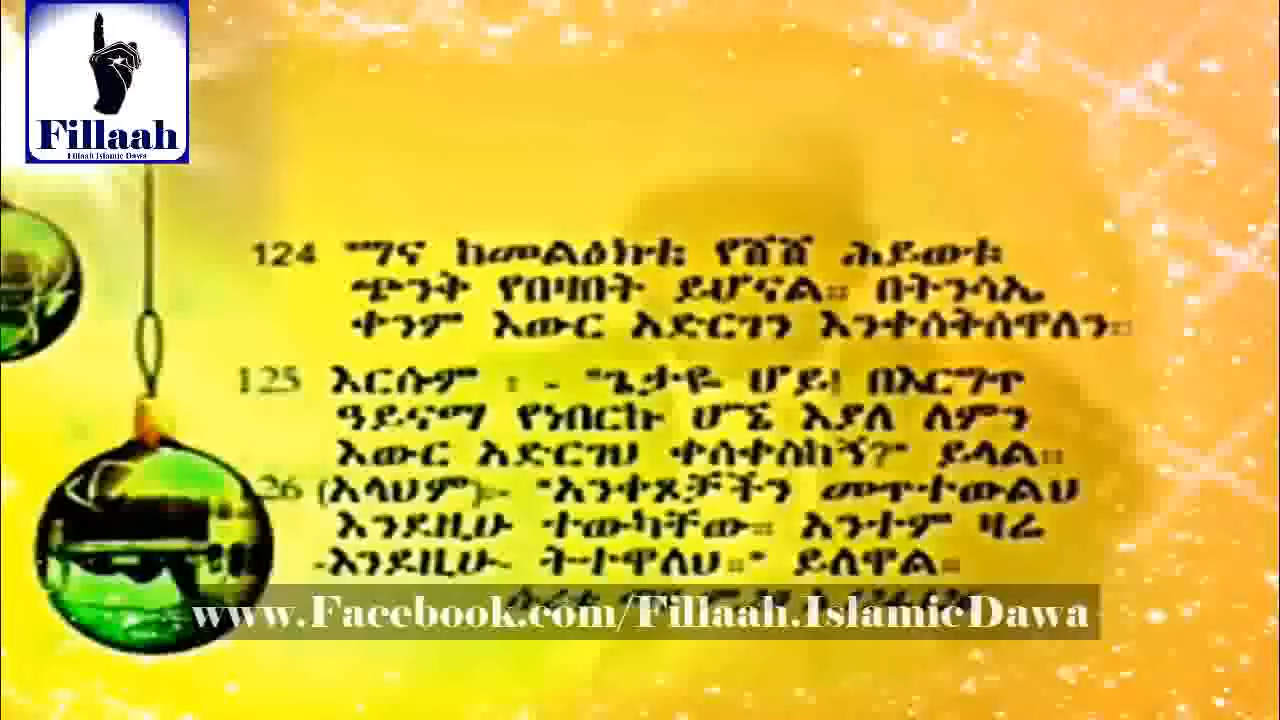 Fillaah
Fillaah Islamic Dawa
124 ማና ከመልዕክቴ የሸሸ ሕይወቱ
ጭንቅ የበዛበት ይሆናል። በትንሳኤ
ቀንም እውር አድርገን እንቀሰቅሰዋለን።
125 እርሱም ፡ - "ጌታዬ ሆይ! በእርግጥ
ዓይናማ የነበርኩ ሆኜ እያለ ለምን
እውር አድርገህ ቀሰቀስከኝ?" ይላል።
26 (አላህም)፡- "አንቀጾቻችን መጥተውልህ
እንደዚሁ ተውካቸው። አንተም ዛሬ
-እንደዚሁ- ትተዋለህ።" ይለዋል።
www.Facebook.com/Fillaah.IslamicDawa